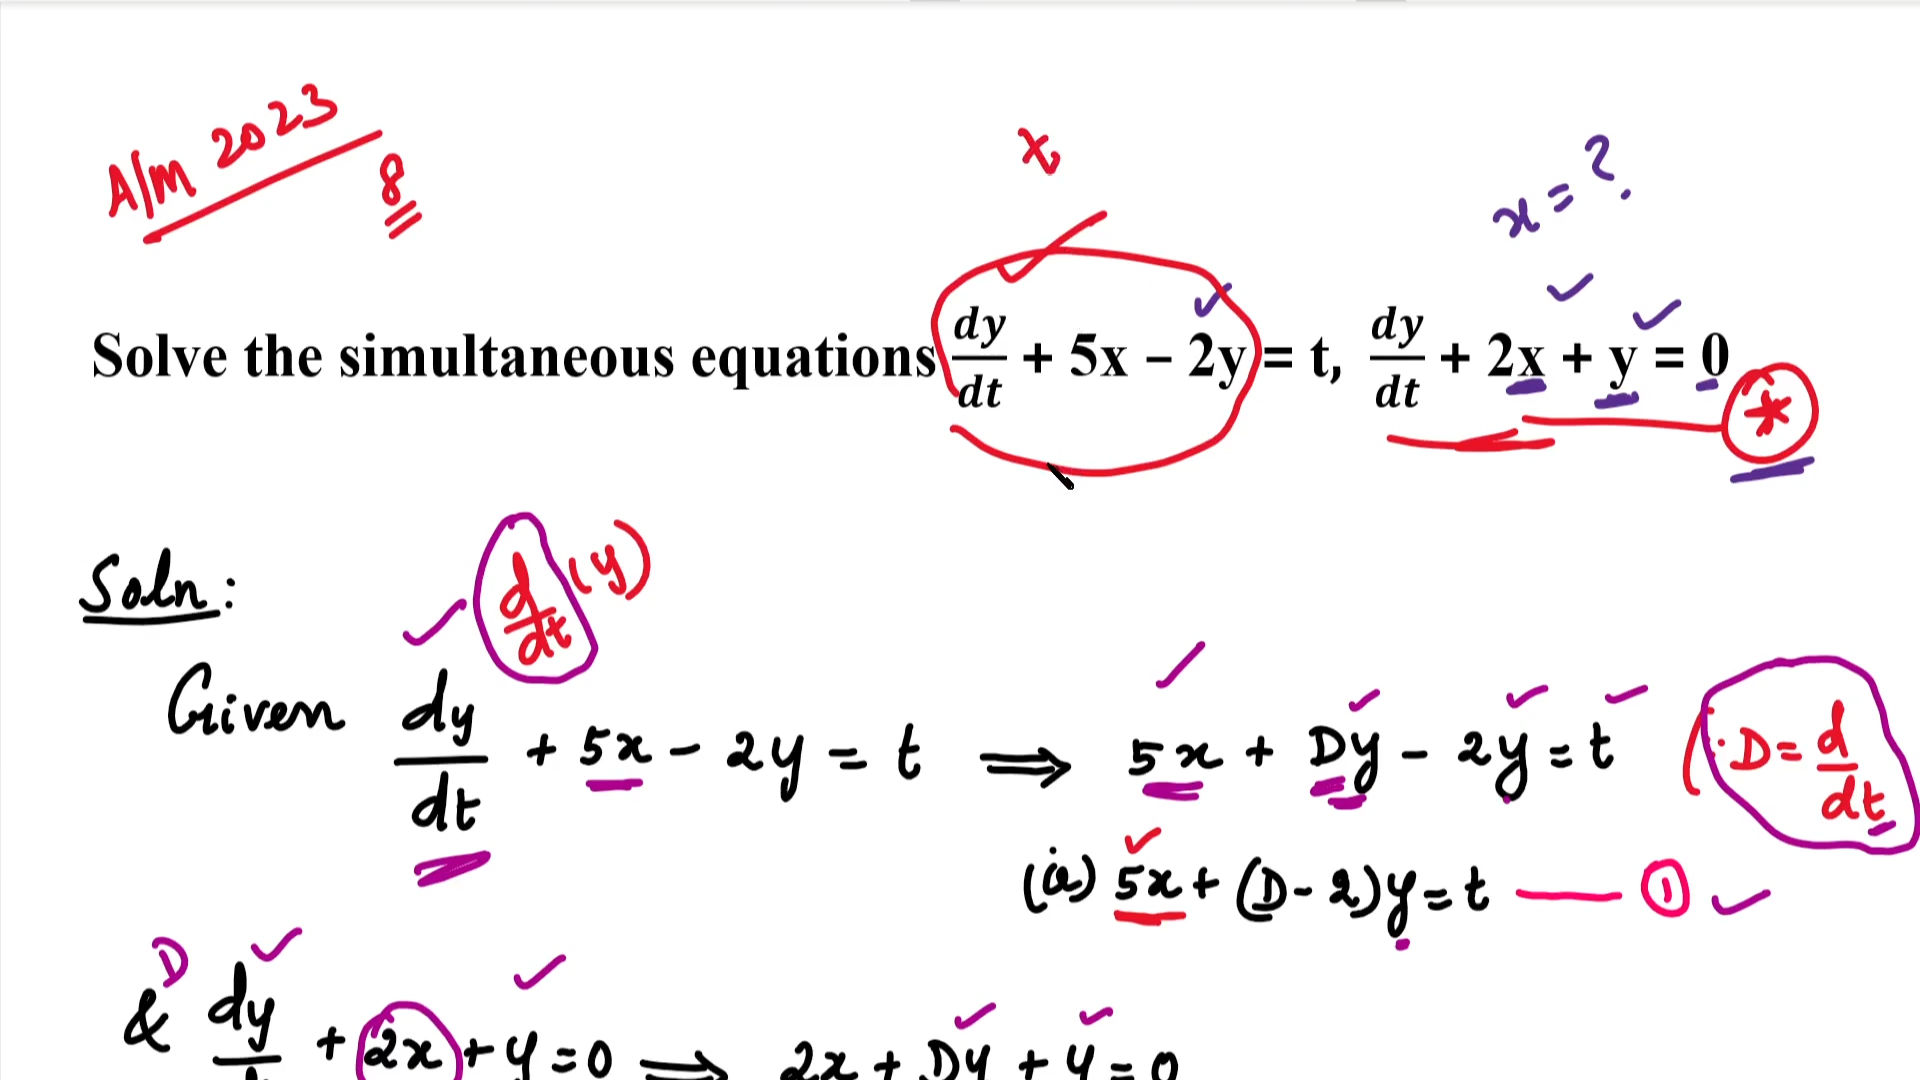 A/M 2023
8
t
x = ?
Solve the simultaneous equations dy/dt + 5x – 2y = t, dy/dt + 2x + y = 0
*
Soln:
d/dt (y)
Given dy/dt + 5x - 2y = t ⟹ 5x + Dy - 2y = t (∵ D = d/dt
(ie) 5x + (D - 2)y = t —— ①
D
& dy + 2x + y = 0 ⟹ 2x + Dy + y = 0